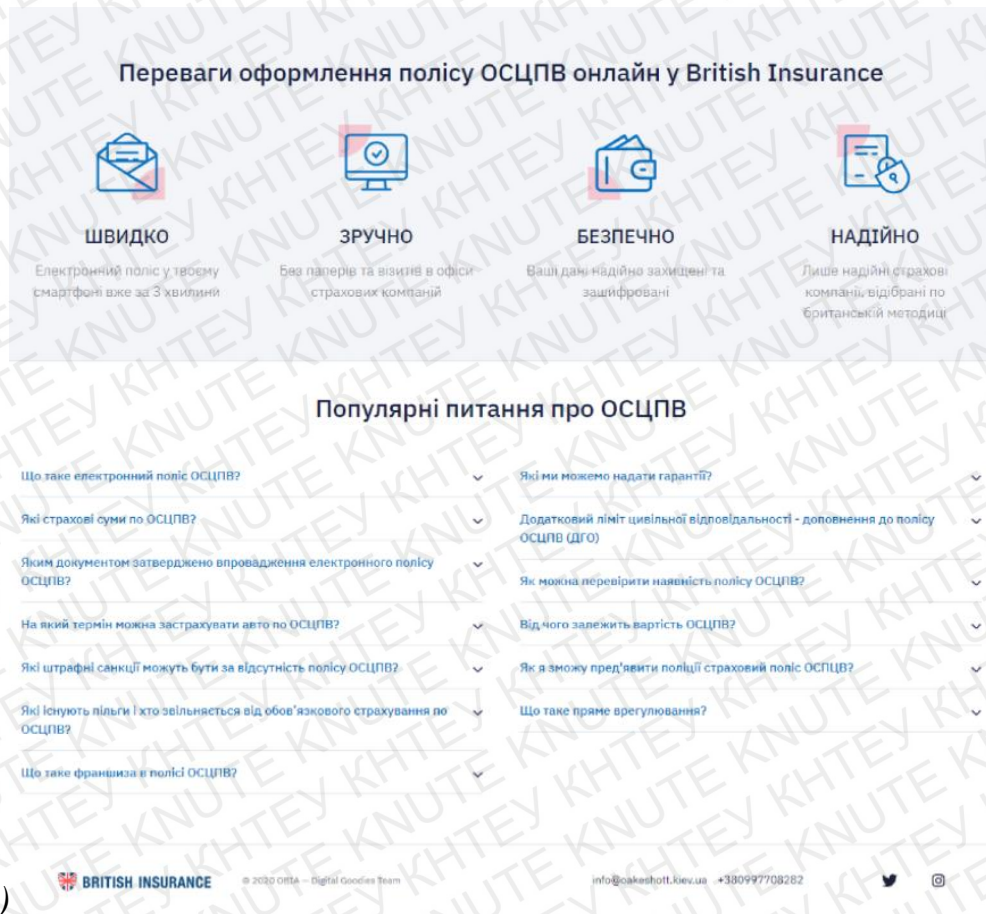 Переваги оформлення полісу ОСЦПВ онлайн у British Insurance
ШВИДКО
Електронний поліс у твоєму
смартфоні вже за 3 хвилини
ЗРУЧНО
Без паперів та візитів в офіси
страхових компаній
БЕЗПЕЧНО
Ваші дані надійно захищені та
зашифровані
НАДІЙНО
Лише надійні страхові
компанії, відібрані по
британській методиці
Популярні питання про ОСЦПВ
Що таке електронний поліс ОСЦПВ?
Які страхові суми по ОСЦПВ?
Яким документом затверджено впровадження електронного полісу
ОСЦПВ?
На який термін можна застрахувати авто по ОСЦПВ?
Які штрафні санкції можуть бути за відсутність полісу ОСЦПВ?
Які існують пільги і хто звільняється від обов'язкового страхування по
ОСЦПВ?
Що таке франшиза в полісі ОСЦПВ?
Які ми можемо надати гарантії?
Додатковий ліміт цивільної відповідальності - доповнення до полісу
ОСЦПВ (ДГО)
Як можна перевірити наявність полісу ОСЦПВ?
Від чого залежить вартість ОСЦПВ?
Як я зможу пред'явити поліції страховий поліс ОСПЦВ?
Що таке пряме врегулювання?
) BRITISH INSURANCE © 2020 – Digital Goodies Team info@oakeshott.kiev.ua +380997708282